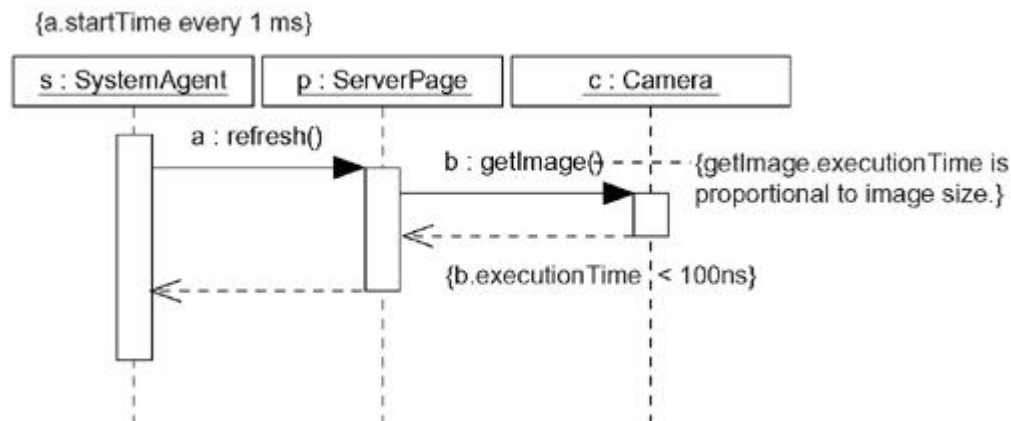 {a.startTime every 1 ms}
s : SystemAgent
p : ServerPage
c : Camera
a : refresh()
b : getImage()
{getImage.executionTime is
proportional to image size.}
{b.executionTime < 100ns}